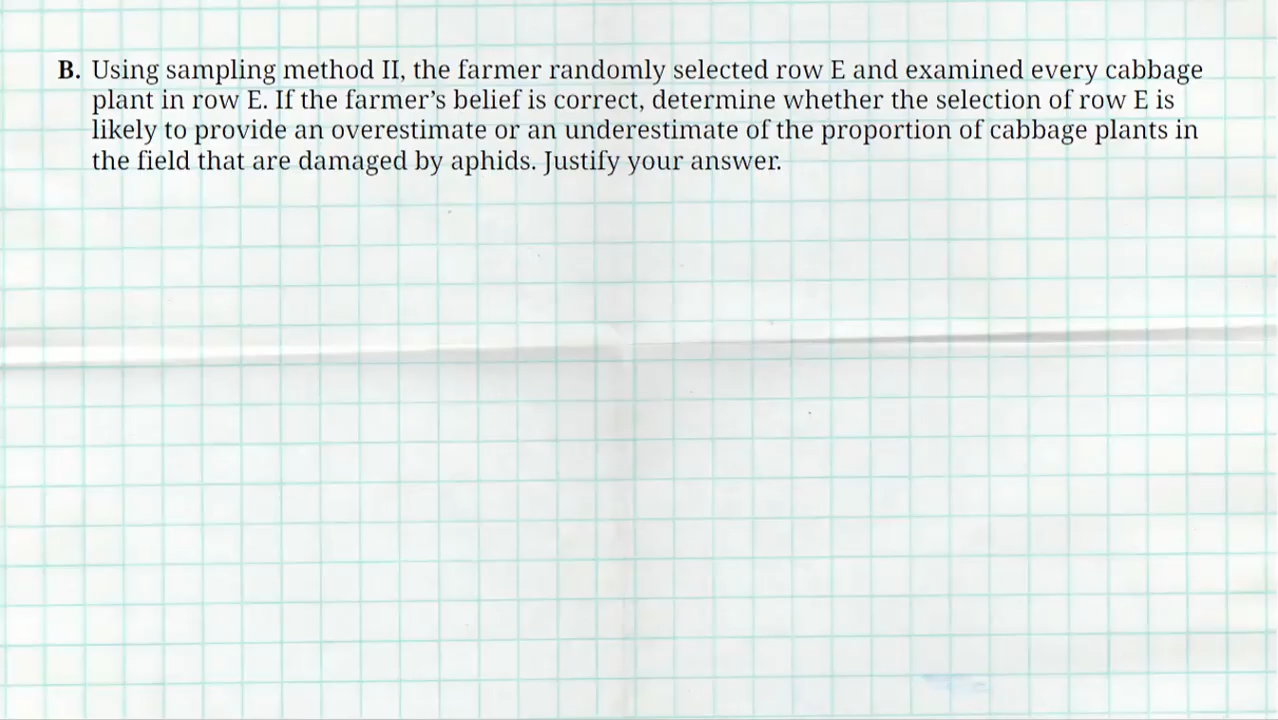 B. Using sampling method II, the farmer randomly selected row E and examined every cabbage
plant in row E. If the farmer’s belief is correct, determine whether the selection of row E is
likely to provide an overestimate or an underestimate of the proportion of cabbage plants in
the field that are damaged by aphids. Justify your answer.